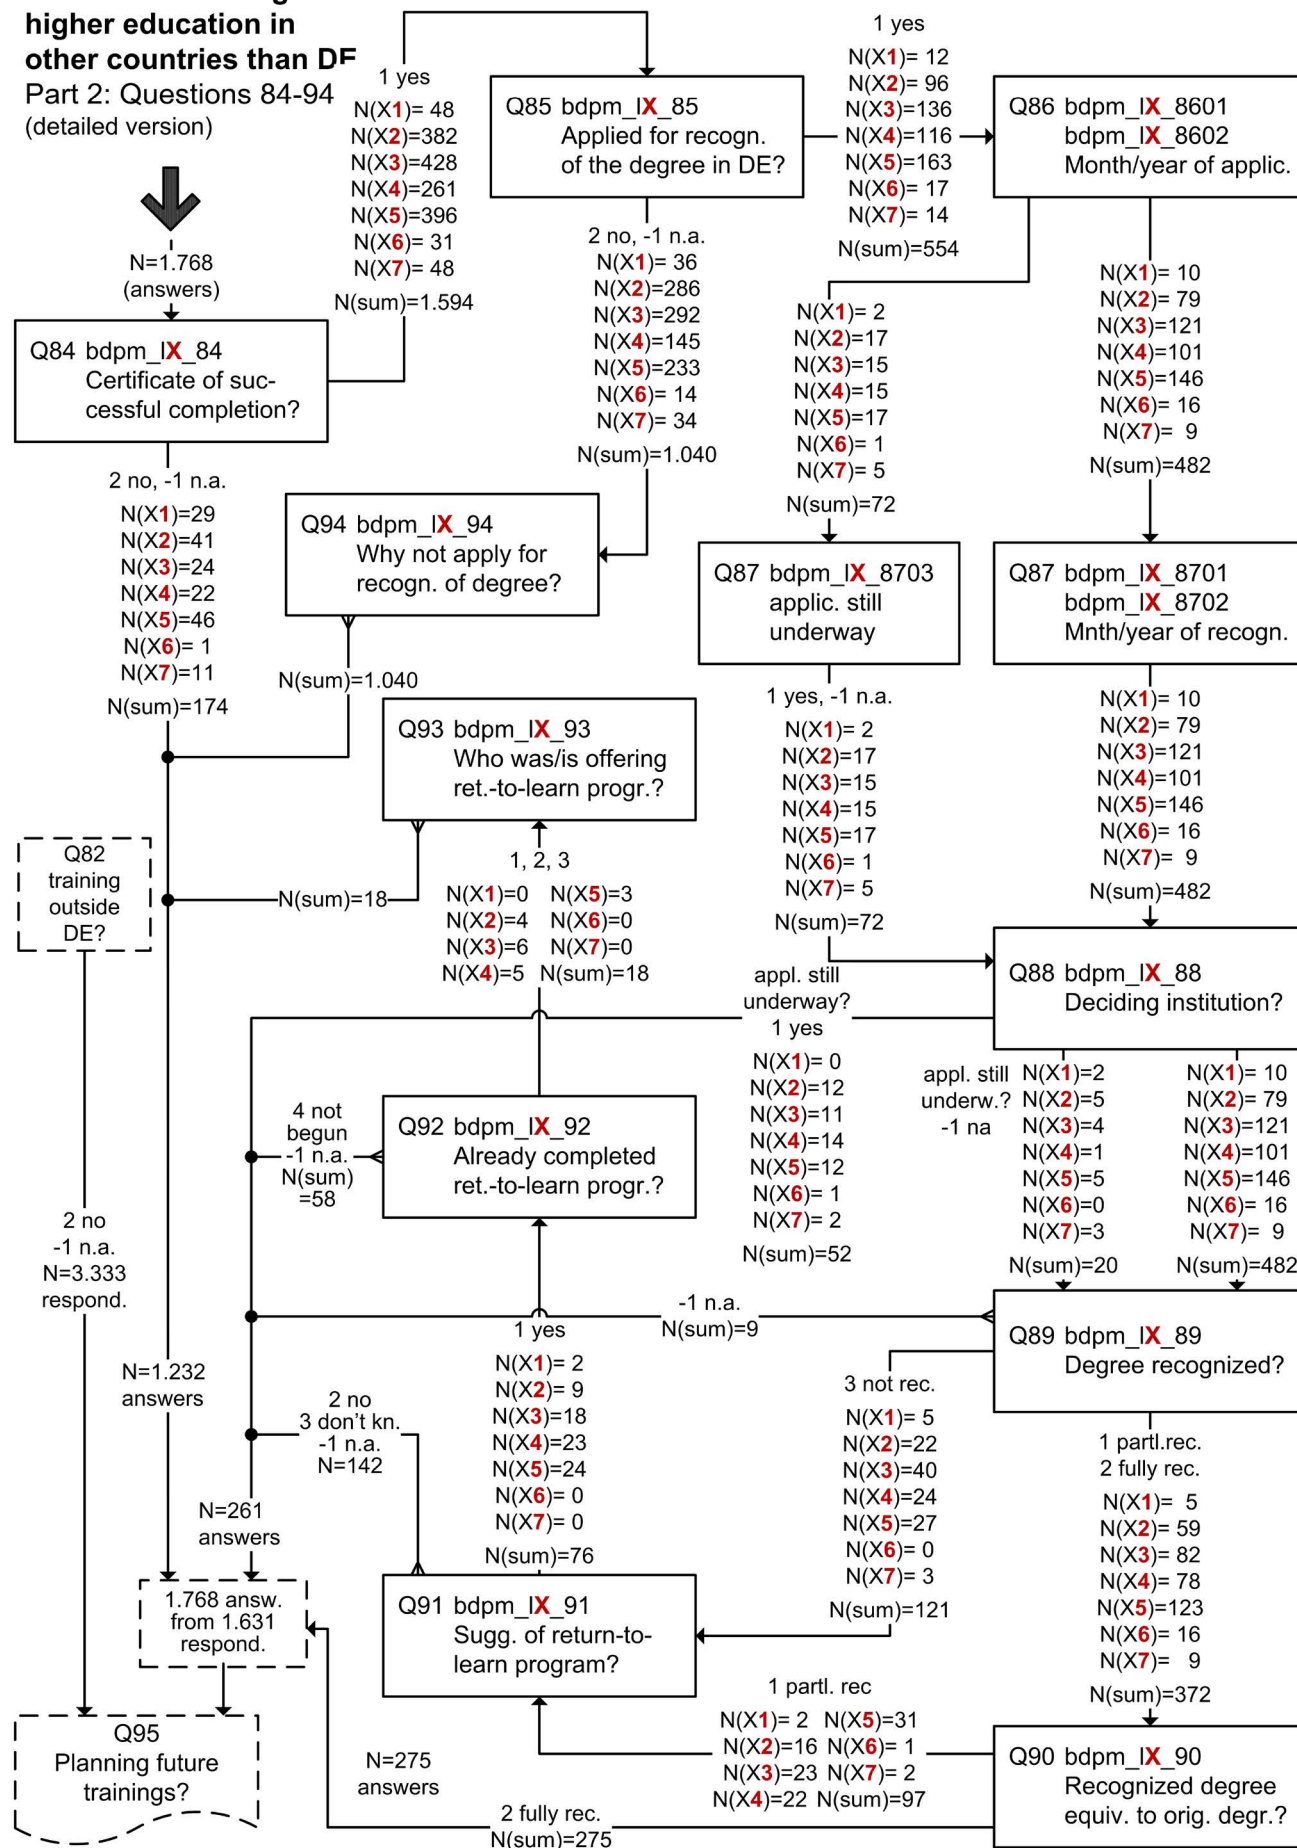 higher education in
other countries than DE
Part 2: Questions 84-94
(detailed version)
N=1.768
(answers)
Q84 bdpm_lX_84
Certificate of suc-
cessful completion?
1 yes
N(X1)= 48
N(X2)=382
N(X3)=428
N(X4)=261
N(X5)=396
N(X6)= 31
N(X7)= 48
N(sum)=1.594
Q85 bdpm_lX_85
Applied for recogn.
of the degree in DE?
1 yes
N(X1)= 12
N(X2)= 96
N(X3)=136
N(X4)=116
N(X5)=163
N(X6)= 17
N(X7)= 14
N(sum)=554
Q86 bdpm_lX_8601
bdpm_lX_8602
Month/year of applic.
2 no, -1 n.a.
N(X1)= 36
N(X2)=286
N(X3)=292
N(X4)=145
N(X5)=233
N(X6)= 14
N(X7)= 34
N(sum)=1.040
N(X1)= 2
N(X2)=17
N(X3)=15
N(X4)=15
N(X5)=17
N(X6)= 1
N(X7)= 5
N(sum)=72
N(X1)= 10
N(X2)= 79
N(X3)=121
N(X4)=101
N(X5)=146
N(X6)= 16
N(X7)= 9
N(sum)=482
2 no, -1 n.a.
N(X1)=29
N(X2)=41
N(X3)=24
N(X4)=22
N(X5)=46
N(X6)= 1
N(X7)=11
N(sum)=174
Q94 bdpm_lX_94
Why not apply for
recogn. of degree?
N(sum)=1.040
Q87 bdpm_lX_8703
applic. still
underway
Q87 bdpm_lX_8701
bdpm_lX_8702
Mnth/year of recogn.
1 yes, -1 n.a.
N(X1)= 2
N(X2)=17
N(X3)=15
N(X4)=15
N(X5)=17
N(X6)= 1
N(X7)= 5
N(sum)=72
N(X1)= 10
N(X2)= 79
N(X3)=121
N(X4)=101
N(X5)=146
N(X6)= 16
N(X7)= 9
N(sum)=482
Q93 bdpm_lX_93
Who was/is offering
ret.-to-learn progr.?
N(sum)=18
1, 2, 3
N(X1)=0 N(X5)=3
N(X2)=4 N(X6)=0
N(X3)=6 N(X7)=0
N(X4)=5 N(sum)=18
Q82
training
outside
DE?
Q88 bdpm_lX_88
Deciding institution?
appl. still
underway?
1 yes
N(X1)= 0
N(X2)=12
N(X3)=11
N(X4)=14
N(X5)=12
N(X6)= 1
N(X7)= 2
N(sum)=52
appl. still
underw.?
-1 na
N(X1)=2
N(X2)=5
N(X3)=4
N(X4)=1
N(X5)=5
N(X6)=0
N(X7)=3
N(sum)=20
N(X1)= 10
N(X2)= 79
N(X3)=121
N(X4)=101
N(X5)=146
N(X6)= 16
N(X7)= 9
N(sum)=482
Q92 bdpm_lX_92
Already completed
ret.-to-learn progr.?
4 not
begun
-1 n.a.
N(sum)
=58
2 no
-1 n.a.
N=3.333
respond.
-1 n.a.
N(sum)=9
Q89 bdpm_lX_89
Degree recognized?
1 yes
N(X1)= 2
N(X2)= 9
N(X3)=18
N(X4)=23
N(X5)=24
N(X6)= 0
N(X7)= 0
N(sum)=76
3 not rec.
N(X1)= 5
N(X2)=22
N(X3)=40
N(X4)=24
N(X5)=27
N(X6)= 0
N(X7)= 3
N(sum)=121
1 partl.rec.
2 fully rec.
N(X1)= 5
N(X2)= 59
N(X3)= 82
N(X4)= 78
N(X5)=123
N(X6)= 16
N(X7)= 9
N(sum)=372
N=1.232
answers
2 no
3 don't kn.
-1 n.a.
N=142
N=261
answers
1.768 answ.
from 1.631
respond.
Q91 bdpm_lX_91
Sugg. of return-to-
learn program?
1 partl. rec
N(X1)= 2 N(X5)=31
N(X2)=16 N(X6)= 1
N(X3)=23 N(X7)= 2
N(X4)=22 N(sum)=97
Q90 bdpm_lX_90
Recognized degree
equiv. to orig. degr.?
Q95
Planning future
trainings?
N=275
answers
2 fully rec.
N(sum)=275